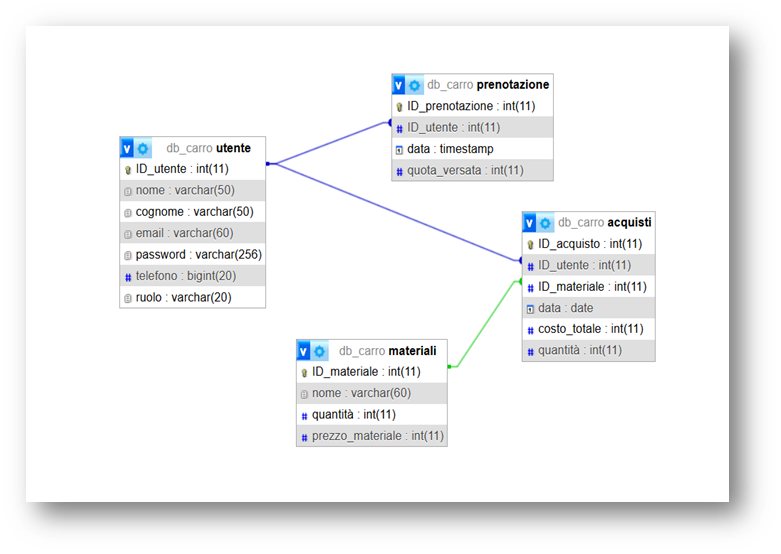 db_carro prenotazione
ID_prenotazione : int(11)
ID_utente : int(11)
data : timestamp
quota_versata : int(11)
db_carro utente
ID_utente : int(11)
nome : varchar(50)
cognome : varchar(50)
email : varchar(60)
password : varchar(256)
telefono : bigint(20)
ruolo : varchar(20)
db_carro acquisti
ID_acquisto : int(11)
ID_utente : int(11)
ID_materiale : int(11)
data : date
costo_totale : int(11)
quantità : int(11)
db_carro materiali
ID_materiale : int(11)
nome : varchar(60)
quantità : int(11)
prezzo_materiale : int(11)